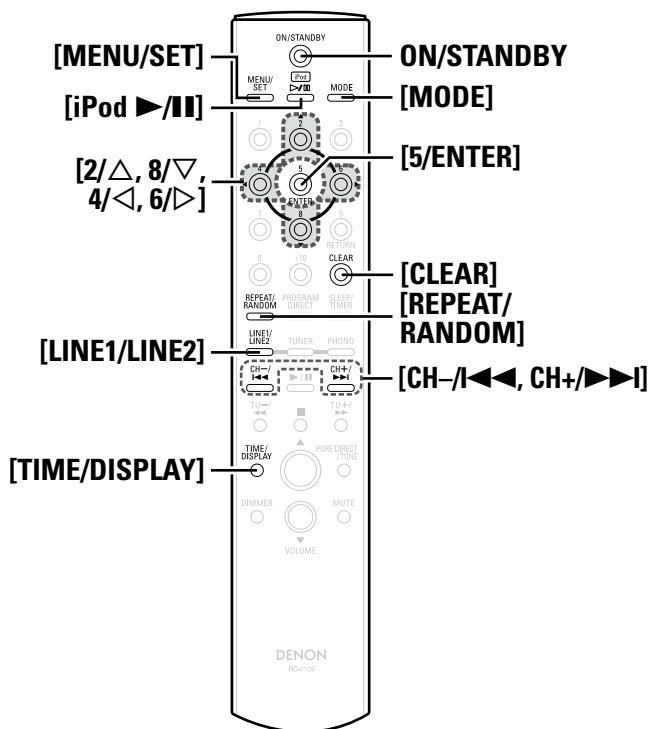 ON/STANDBY
[MENU/SET]
ON/STANDBY
MENU/
SET
iPod
▷/❙❙
MODE
[iPod ►/❙❙]
[MODE]
1
2
3
[2/△, 8/▽,
4/◁, 6/▷]
4
5
6
ENTER
[5/ENTER]
7
8
9
RETURN
0
+10
CLEAR
[CLEAR]
REPEAT/
RANDOM
PROGRAM
DIRECT
SLEEP/
TIMER
[REPEAT/
RANDOM]
[LINE1/LINE2]
LINE1/
LINE2
TUNER
PHONO
CH−/
I◄◄
►/❙❙
CH+/
►►I
[CH–/I◄◄, CH+/►►I]
TU−/
◄◄
■
TU+/
►►
[TIME/DISPLAY]
TIME/
DISPLAY
▲
PURE DIRECT
/TONE
DIMMER
MUTE
▼
VOLUME
DENON
RC-1109